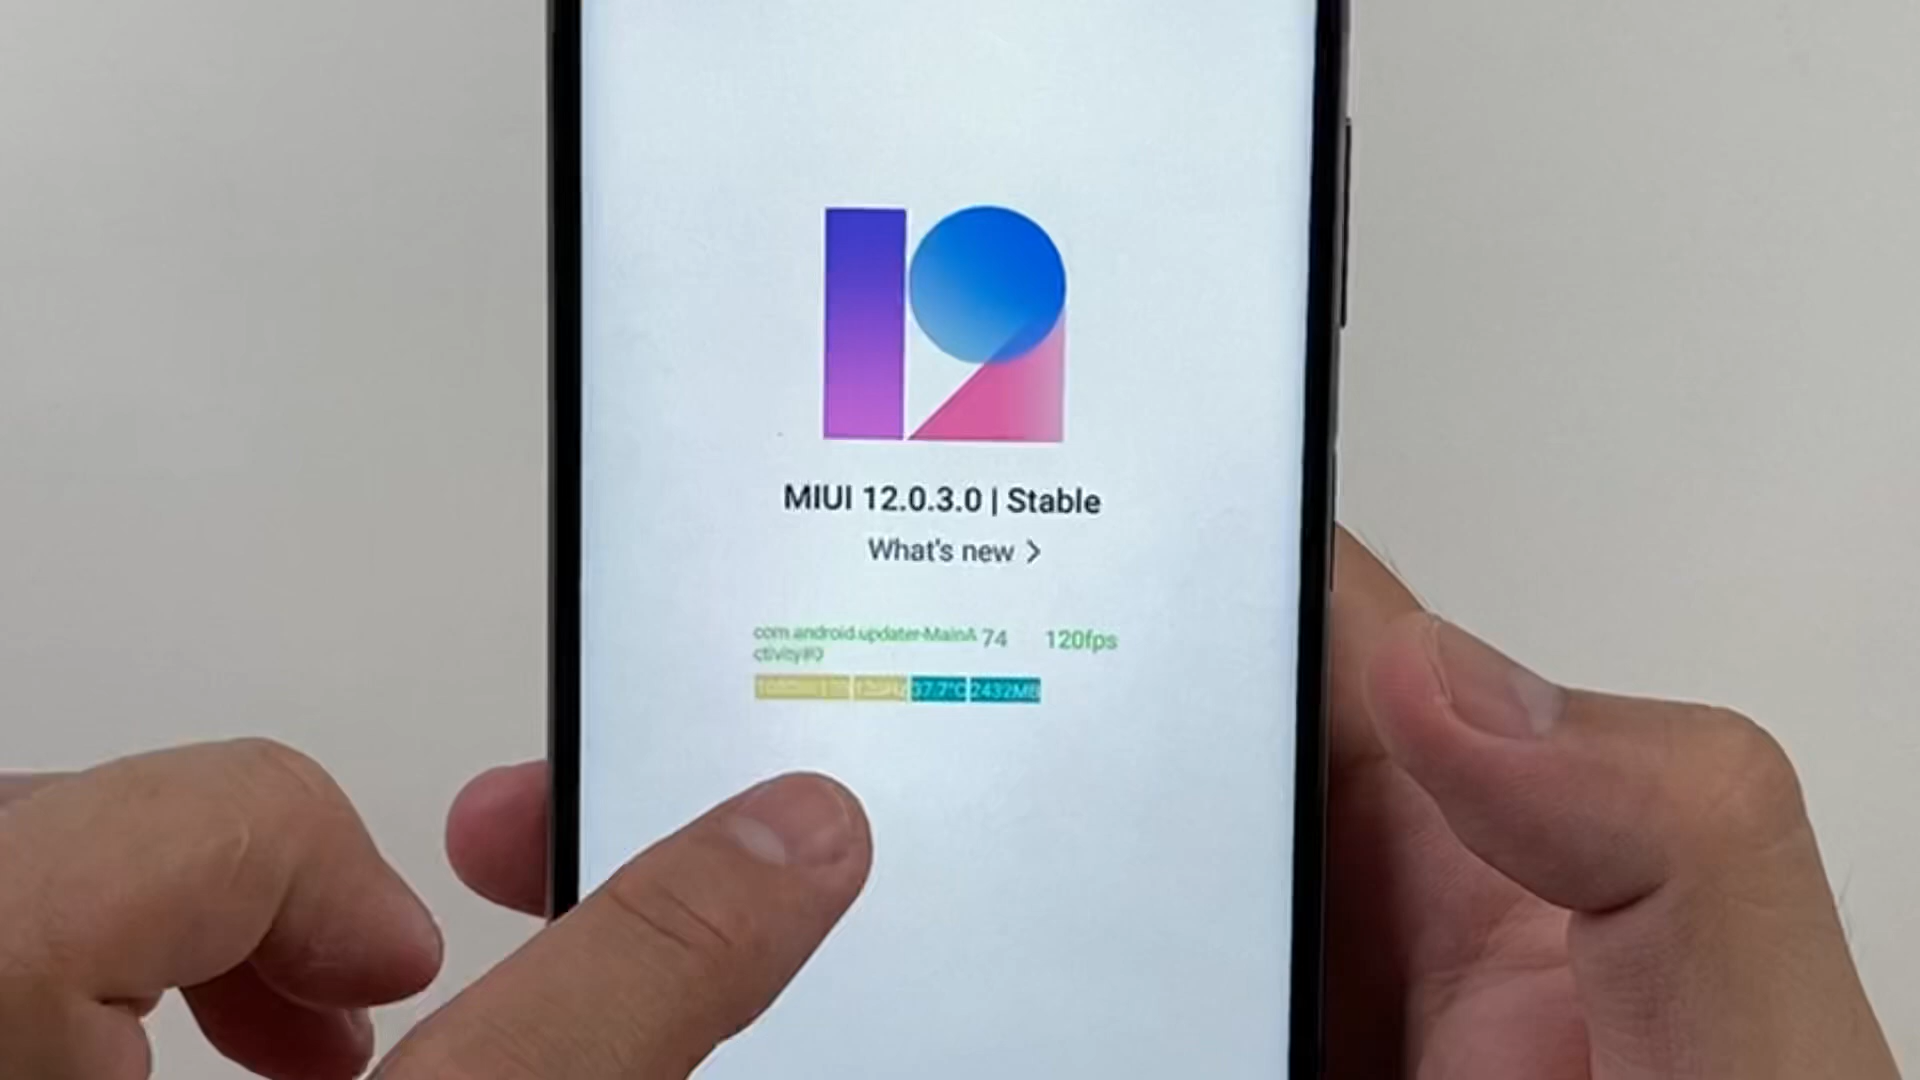 MIUI 12.0.3.0 | Stable
What's new >
com.android.updater-MainA 74 120fps
ctivity#0
37.7°C 2432MB